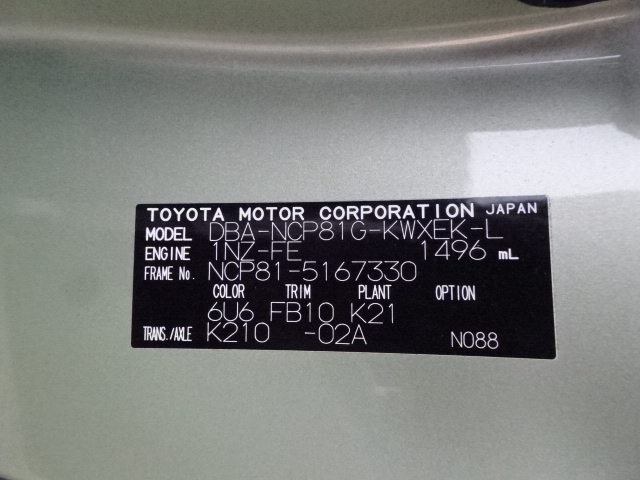 TOYOTA MOTOR CORPORATION JAPAN
MODEL DBA-NCP81G-KWXEK-L
ENGINE 1NZ-FE 1496 mL
FRAME No. NCP81-5167330
COLOR TRIM PLANT OPTION
6U6 FB10 K21
TRANS./AXLE K210 -02A N088